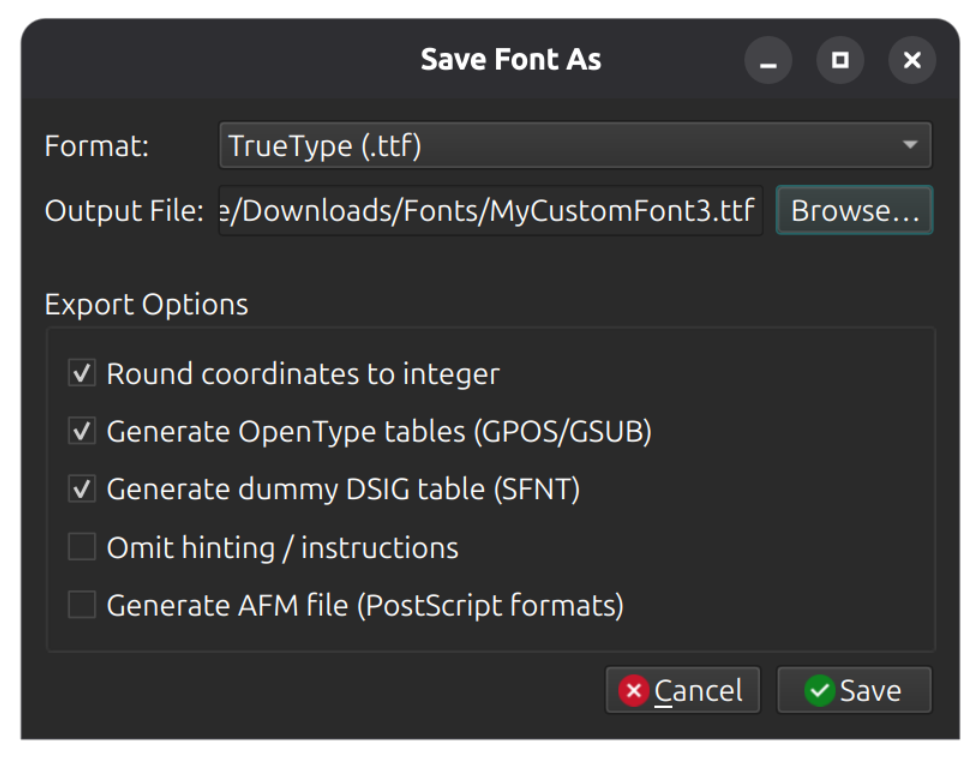 Save Font As
Format: TrueType (.ttf)
Output File: e/Downloads/Fonts/MyCustomFont3.ttf Browse...
Export Options
Round coordinates to integer
Generate OpenType tables (GPOS/GSUB)
Generate dummy DSIG table (SFNT)
Omit hinting / instructions
Generate AFM file (PostScript formats)
Cancel Save